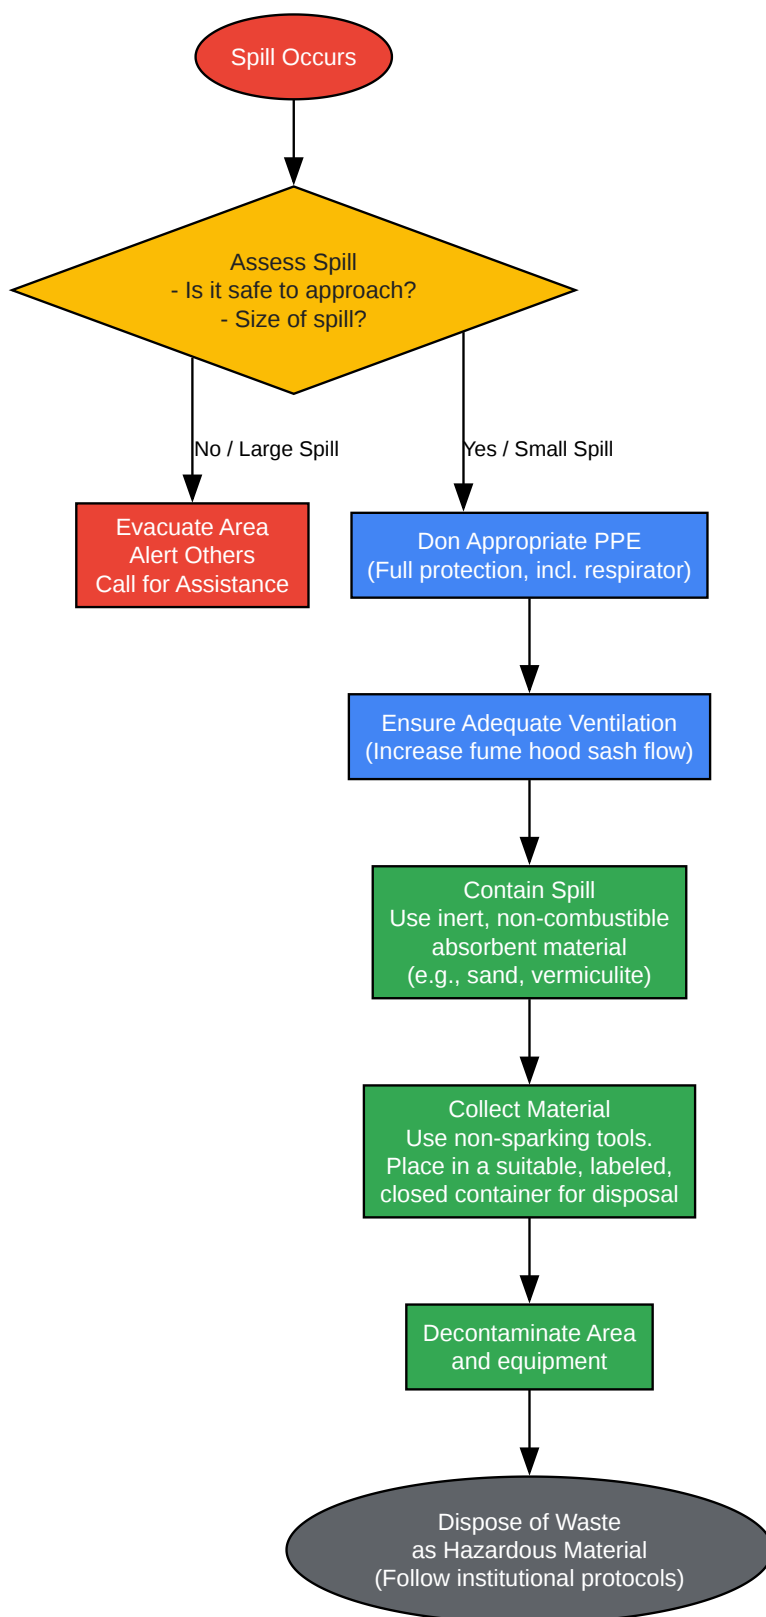 Spill Occurs
Assess Spill
- Is it safe to approach?
- Size of spill?
No / Large Spill
Yes / Small Spill
Evacuate Area
Alert Others
Call for Assistance
Don Appropriate PPE
(Full protection, incl. respirator)
Ensure Adequate Ventilation
(Increase fume hood sash flow)
Contain Spill
Use inert, non-combustible
absorbent material
(e.g., sand, vermiculite)
Collect Material
Use non-sparking tools.
Place in a suitable, labeled,
closed container for disposal
Decontaminate Area
and equipment
Dispose of Waste
as Hazardous Material
(Follow institutional protocols)